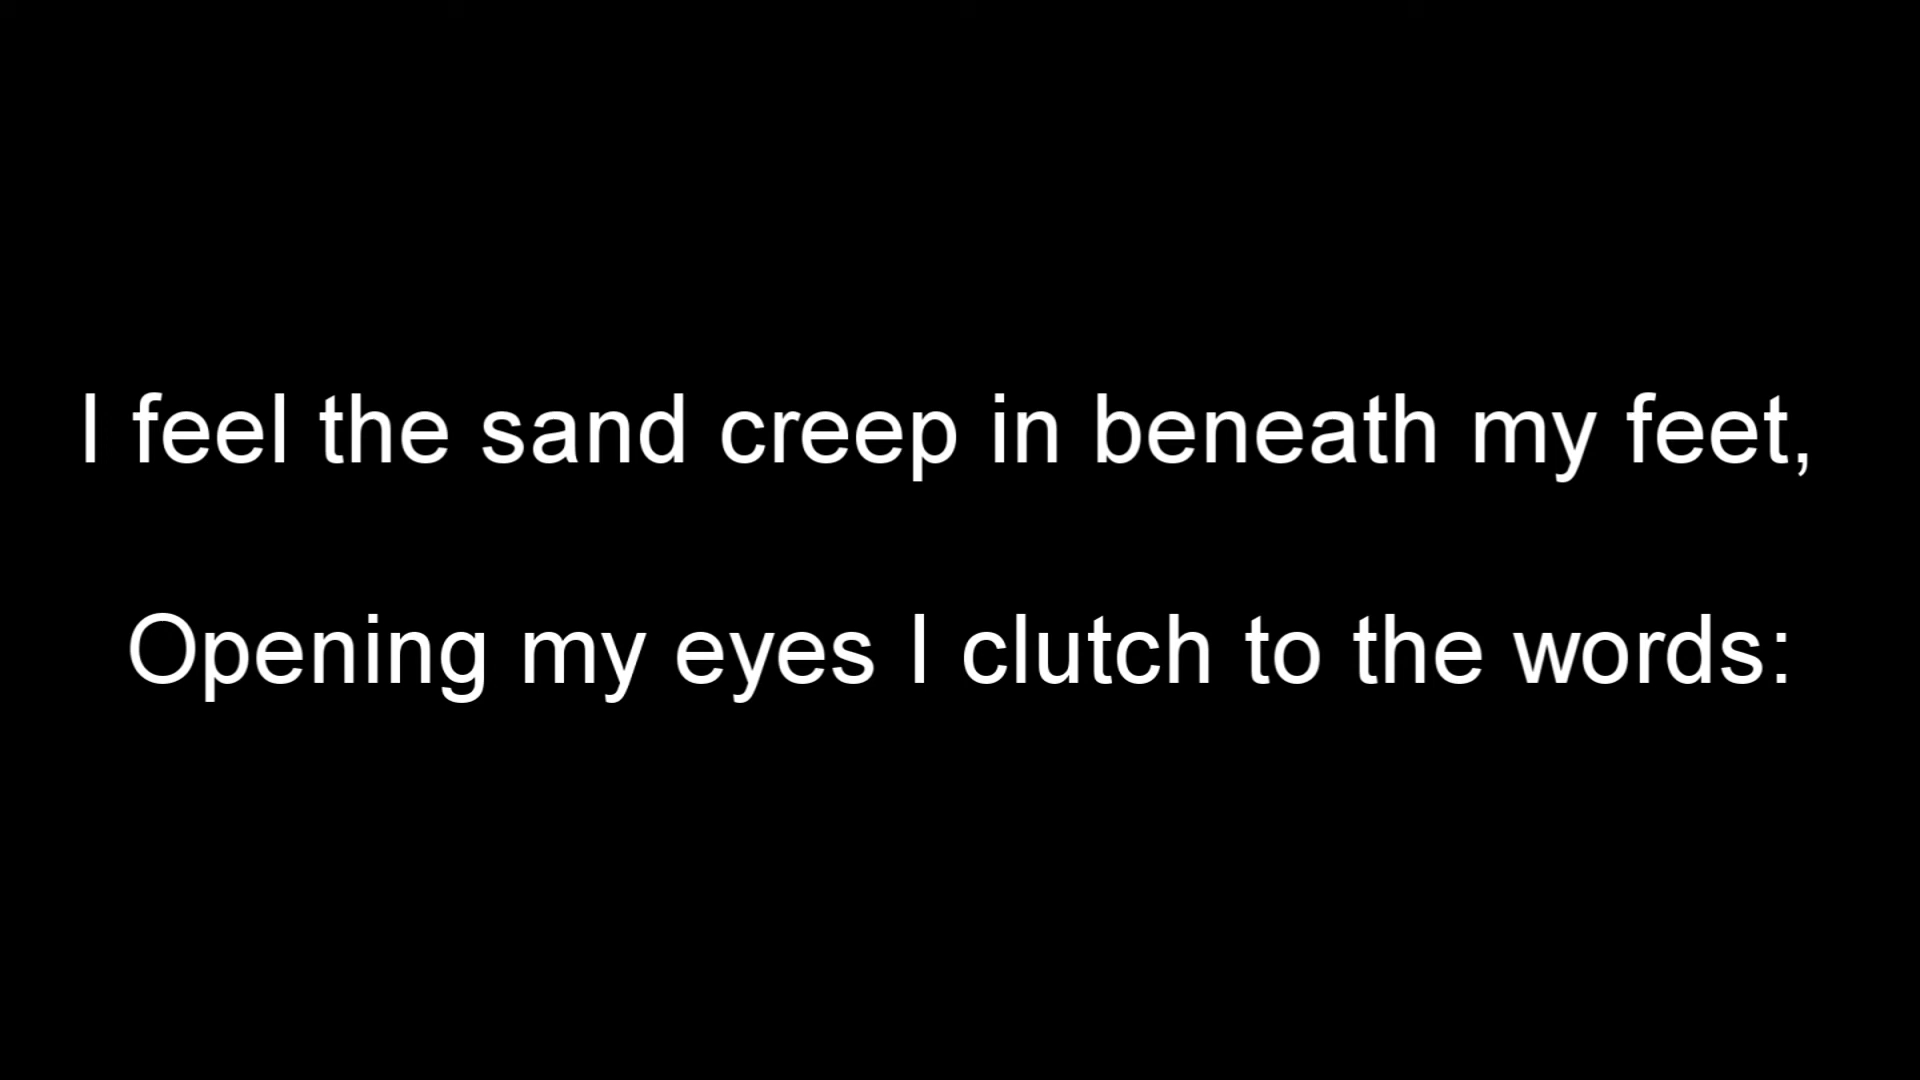 I feel the sand creep in beneath my feet,
Opening my eyes I clutch to the words: